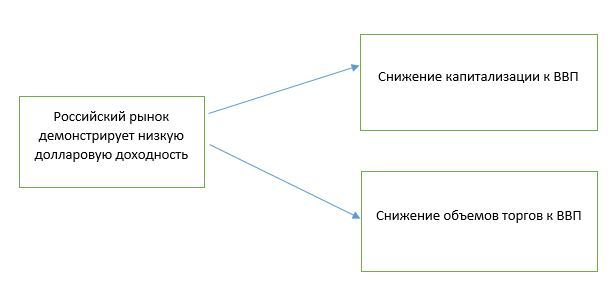 Российский рынок
демонстрирует низкую
долларовую доходность
Снижение капитализации к ВВП
Снижение объемов торгов к ВВП